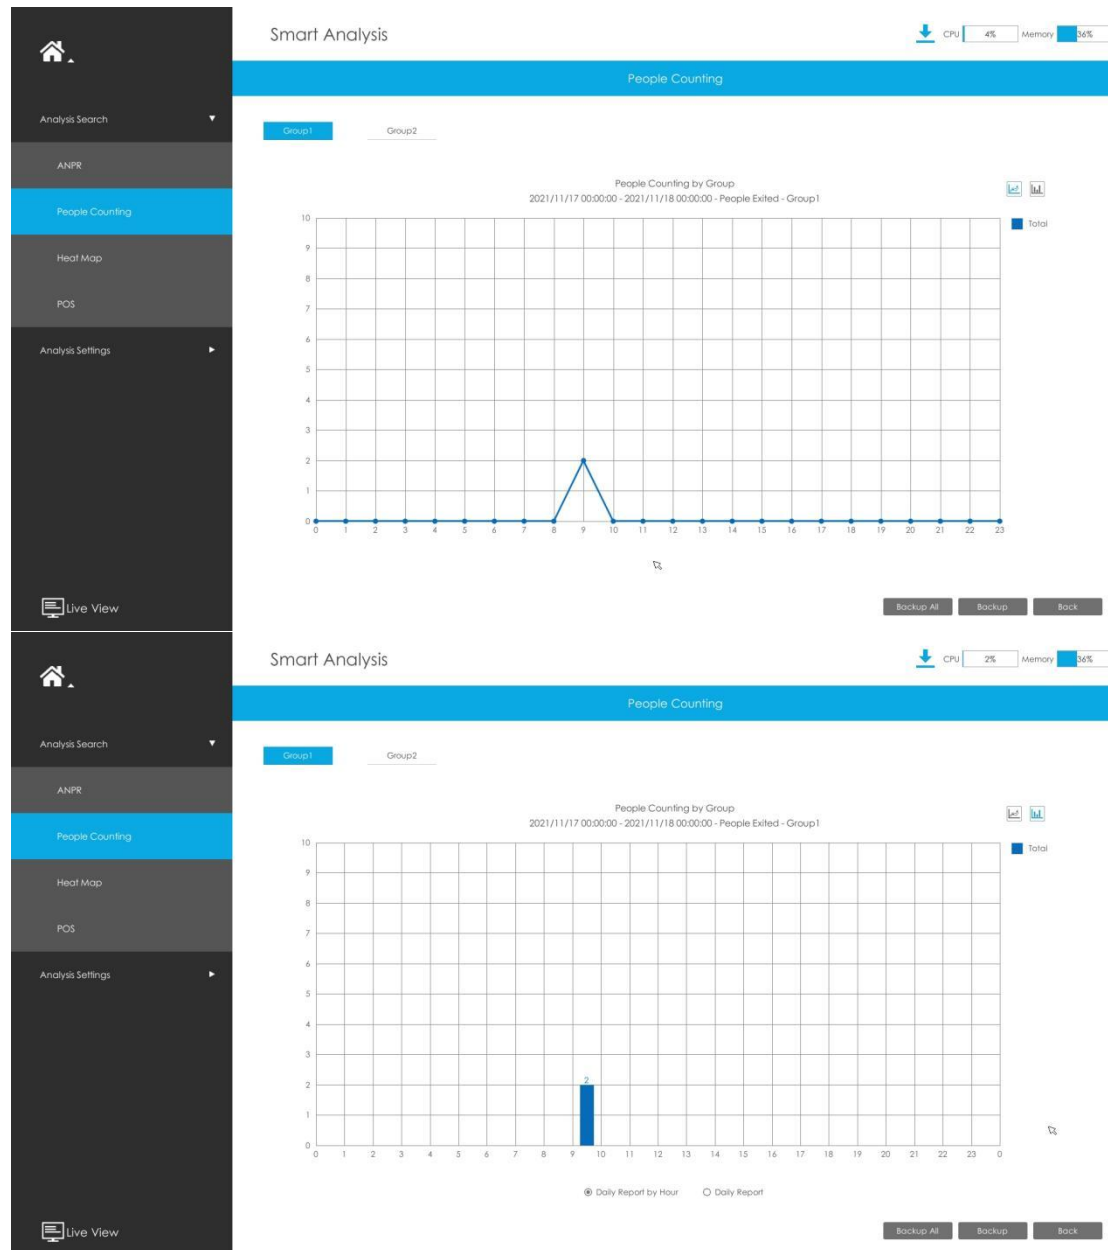 Smart Analysis
CPU 4% Memory 36%
People Counting
Analysis Search
ANPR
People Counting
Heat Map
POS
Analysis Settings
Live View
Group1 Group2
People Counting by Group
2021/11/17 00:00:00 - 2021/11/18 00:00:00 - People Exited - Group1
Total
10
9
8
7
6
5
4
3
2
1
0
0 1 2 3 4 5 6 7 8 9 10 11 12 13 14 15 16 17 18 19 20 21 22 23
Backup All Backup Back
Smart Analysis
CPU 2% Memory 36%
People Counting
Analysis Search
ANPR
People Counting
Heat Map
POS
Analysis Settings
Live View
Group1 Group2
People Counting by Group
2021/11/17 00:00:00 - 2021/11/18 00:00:00 - People Exited - Group1
Total
10
9
8
7
6
5
4
3
2
1
0
2
0 1 2 3 4 5 6 7 8 9 10 11 12 13 14 15 16 17 18 19 20 21 22 23 0
Daily Report by Hour Daily Report
Backup All Backup Back